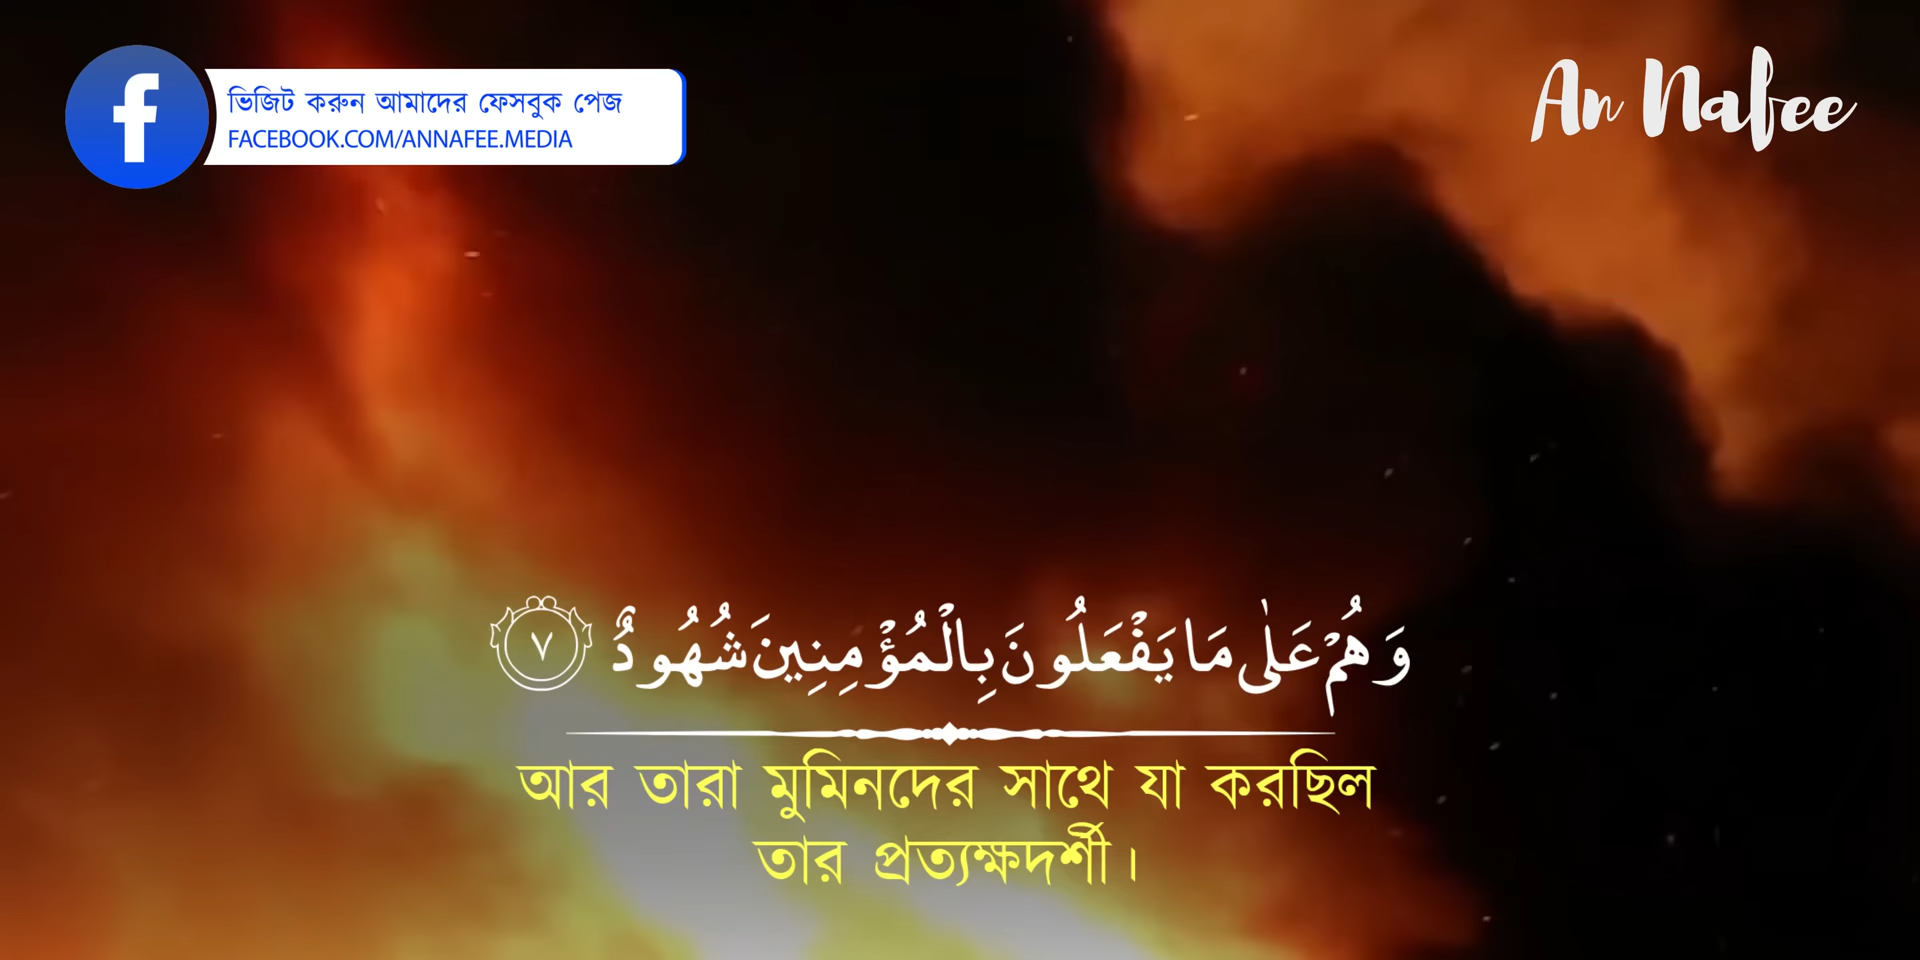 ভিজিট করুন আমাদের ফেসবুক পেজ
FACEBOOK.COM/ANNAFEE.MEDIA
An Nafee
وَهُمْ عَلٰى مَا يَفْعَلُونَ بِالْمُؤْمِنِينَ شُهُودٌ ٧
আর তারা মুমিনদের সাথে যা করছিল
তার প্রত্যক্ষদর্শী।